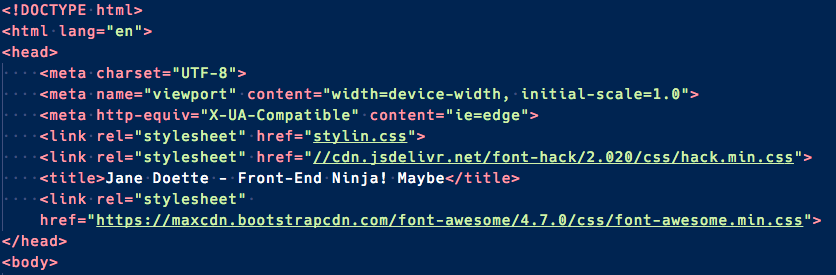 <!DOCTYPE html>
<html lang="en">
<head>
    <meta charset="UTF-8">
    <meta name="viewport" content="width=device-width, initial-scale=1.0">
    <meta http-equiv="X-UA-Compatible" content="ie=edge">
    <link rel="stylesheet" href="stylin.css">
    <link rel="stylesheet" href="//cdn.jsdelivr.net/font-hack/2.020/css/hack.min.css">
    <title>Jane Doette - Front-End Ninja! Maybe</title>
    <link rel="stylesheet"
    href="https://maxcdn.bootstrapcdn.com/font-awesome/4.7.0/css/font-awesome.min.css">
</head>
<body>